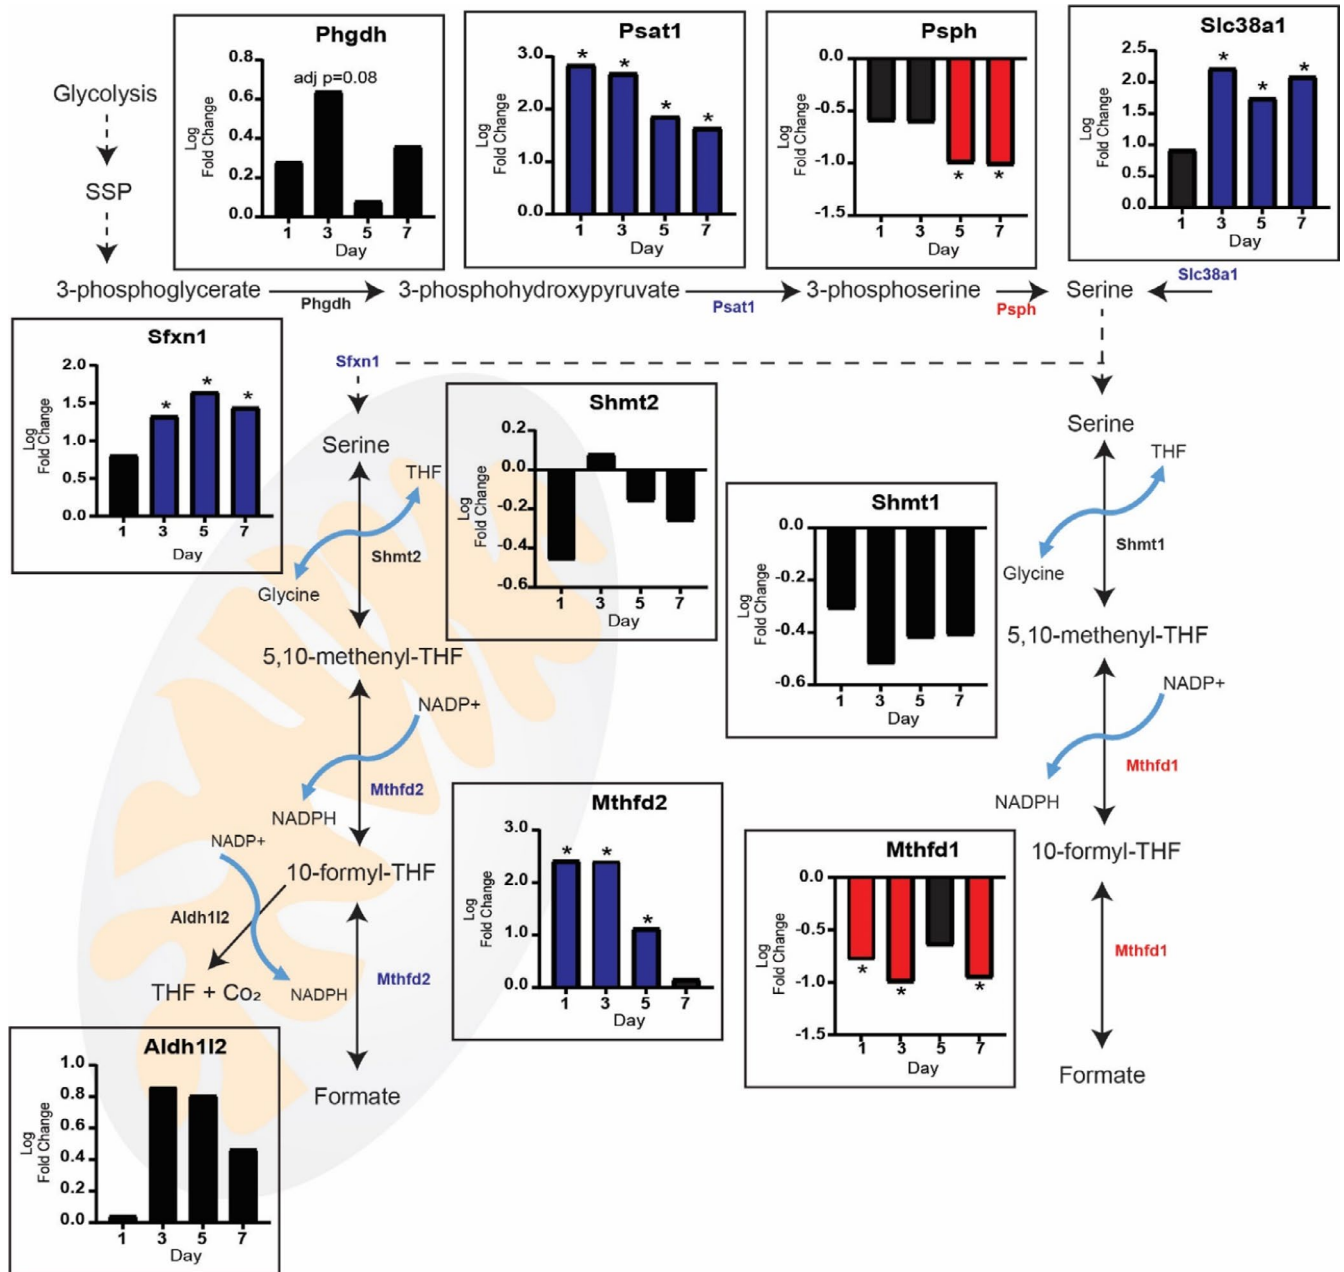 Phgdh
adj p=0.08
Log
Fold Change
0.6
0.4
0.2
0.0
1 3 5 7
Day
Psat1
Log
Fold Change
3.0
2.0
1.0
0.0
* * * *
1 3 5 7
Day
Psph
Log
Fold Change
0.0
-0.5
-1.0
-1.5
* *
1 3 5 7
Day
Slc38a1
Log
Fold Change
2.5
2.0
1.5
1.0
0.5
0.0
* * *
1 3 5 7
Day
Glycolysis
SSP
3-phosphoglycerate
Phgdh
3-phosphohydroxypyruvate
Psat1
3-phosphoserine
Psph
Serine
Slc38a1
Sfxn1
Log
Fold Change
2.0
1.5
1.0
0.5
0.0
* * *
1 3 5 7
Day
Sfxn1
Serine
THF
Shmt2
Glycine
5,10-methenyl-THF
NADP+
Mthfd2
NADPH
NADP+
10-formyl-THF
Aldh1l2
THF + Co₂
NADPH
Mthfd2
Formate
Shmt2
Log
Fold Change
0.2
0.0
-0.2
-0.4
-0.6
1 3 5 7
Day
Shmt1
Log
Fold Change
0.0
-0.2
-0.4
-0.6
1 3 5 7
Day
Serine
THF
Shmt1
Glycine
5,10-methenyl-THF
NADP+
Mthfd1
NADPH
10-formyl-THF
Mthfd1
Formate
Mthfd2
Log
Fold Change
3.0
2.0
1.0
0.0
* * *
1 3 5 7
Day
Mthfd1
Log
Fold Change
0.0
-0.5
-1.0
-1.5
* * *
1 3 5 7
Day
Aldh1l2
Log
Fold Change
1.0
0.8
0.6
0.4
0.2
0.0
1 3 5 7
Day